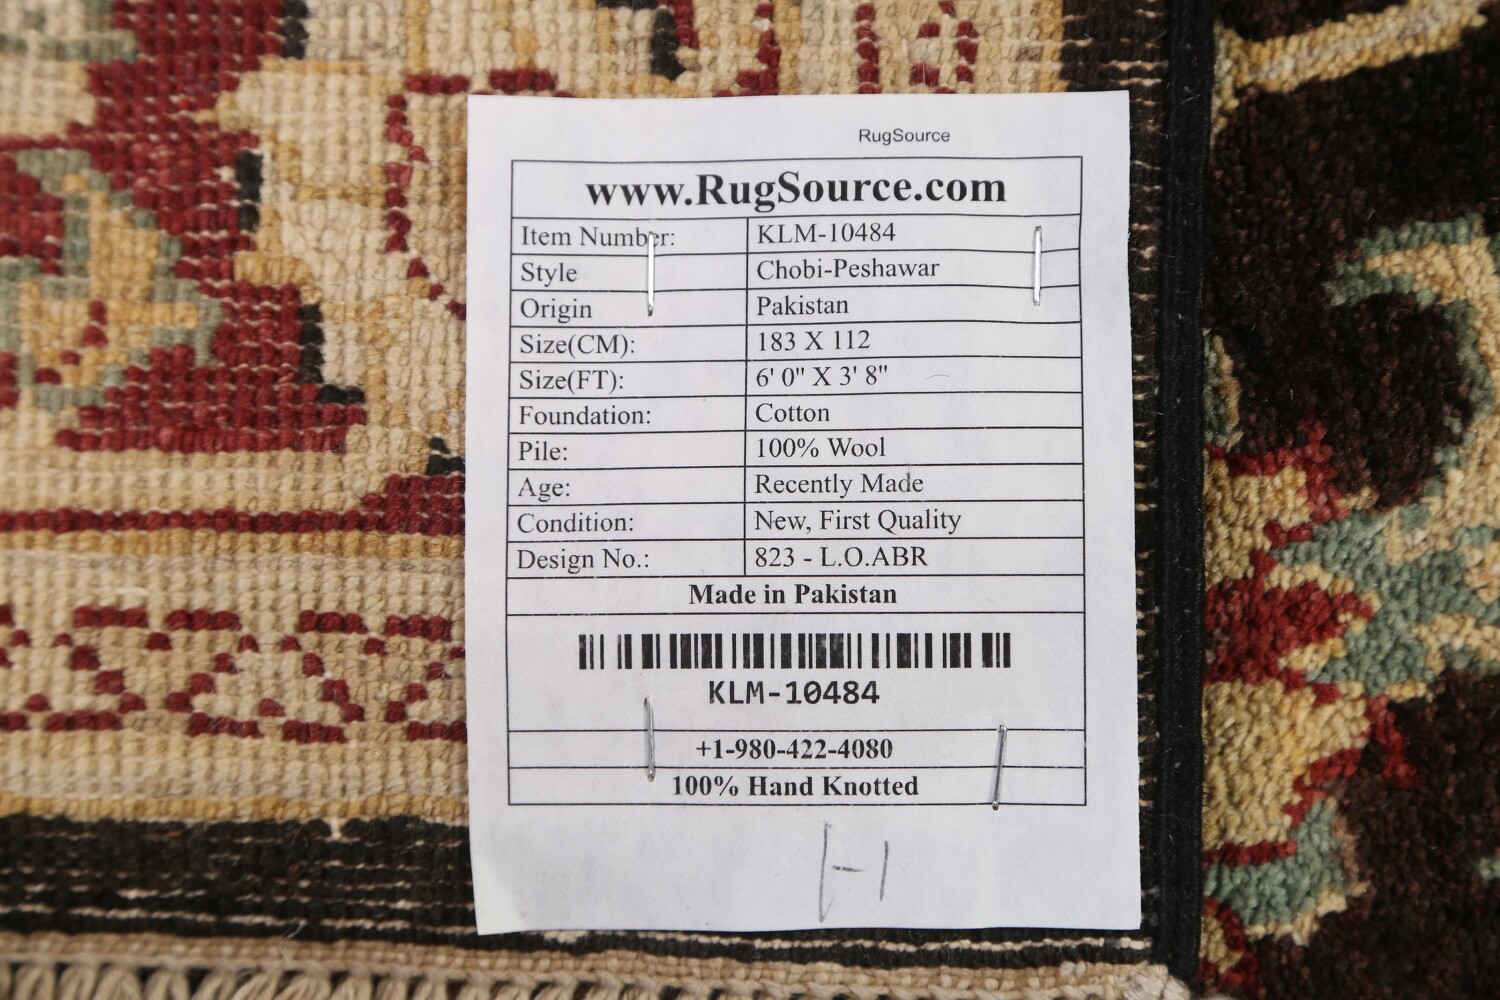 RugSource
www.RugSource.com
Item Number: KLM-10484
Style Chobi-Peshawar
Origin Pakistan
Size(CM): 183 X 112
Size(FT): 6' 0" X 3' 8"
Foundation: Cotton
Pile: 100% Wool
Age: Recently Made
Condition: New, First Quality
Design No.: 823 - L.O.ABR
Made in Pakistan
KLM-10484
+1-980-422-4080
100% Hand Knotted